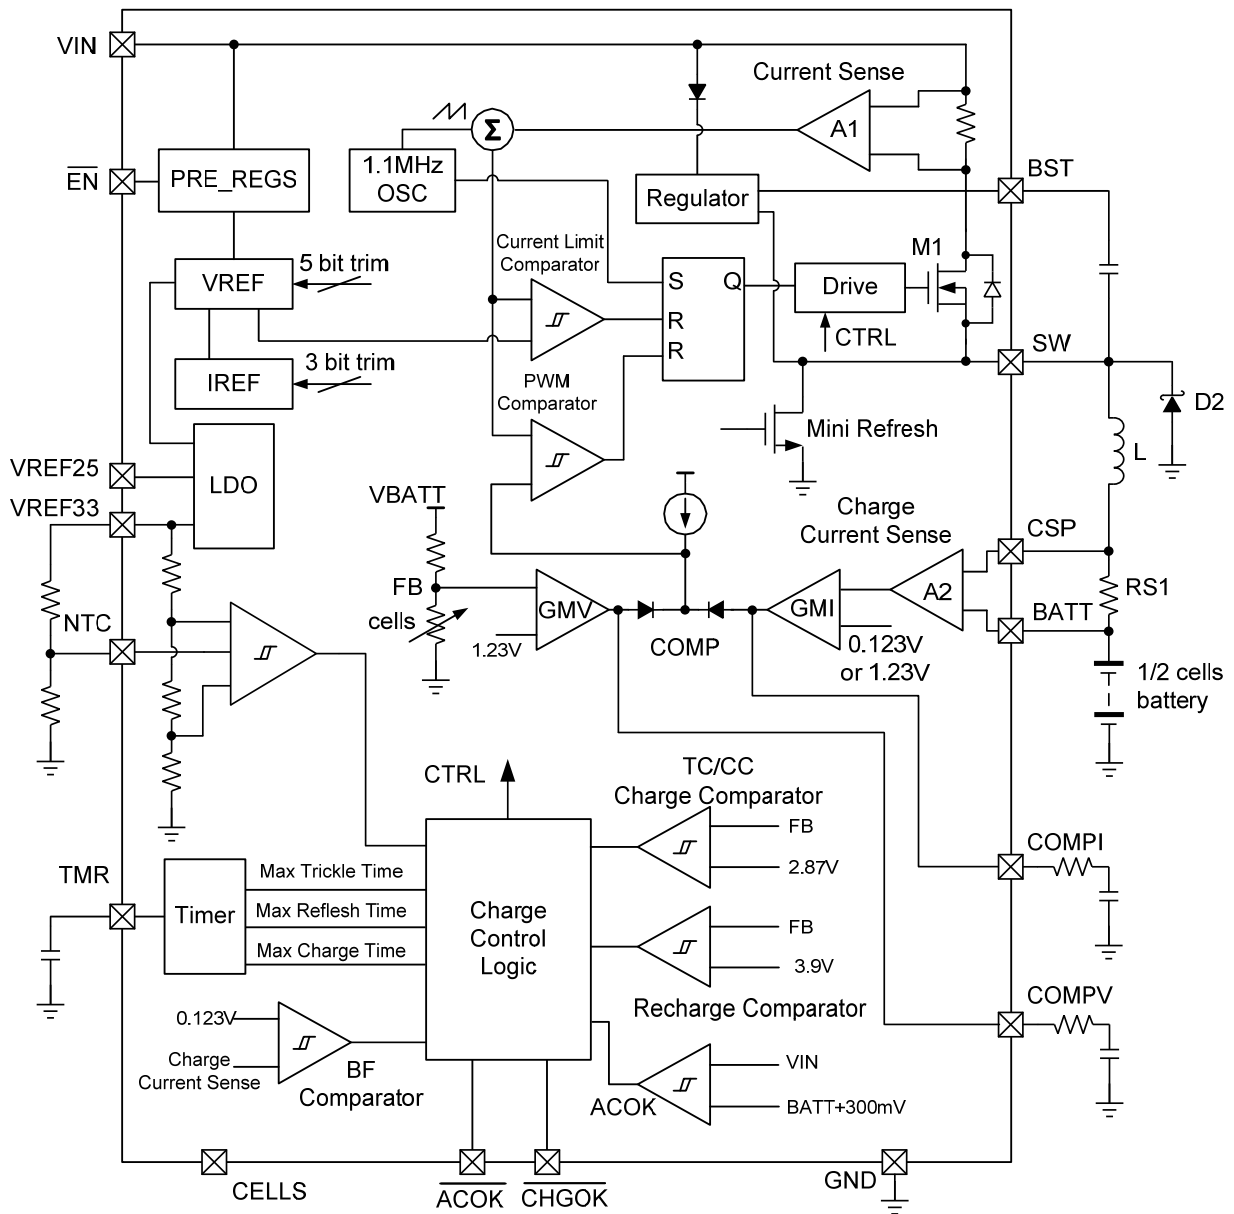 VIN
Current Sense
A1
Σ
EN
PRE_REGS
1.1MHz
OSC
Regulator
BST
Current Limit
Comparator
M1
VREF
5 bit trim
S
Q
R
R
Drive
CTRL
SW
IREF
3 bit trim
PWM
Comparator
D2
Mini Refresh
L
VREF25
LDO
VREF33
VBATT
Charge
Current Sense
CSP
FB
GMV
GMI
A2
RS1
NTC
cells
1.23V
COMP
0.123V
or 1.23V
BATT
1/2 cells
battery
CTRL
TC/CC
Charge Comparator
FB
2.87V
COMPI
TMR
Timer
Max Trickle Time
Max Reflesh Time
Max Charge Time
Charge
Control
Logic
FB
3.9V
Recharge Comparator
COMPV
0.123V
Charge
Current Sense
BF
Comparator
VIN
ACOK
BATT+300mV
CELLS
ACOK
CHGOK
GND